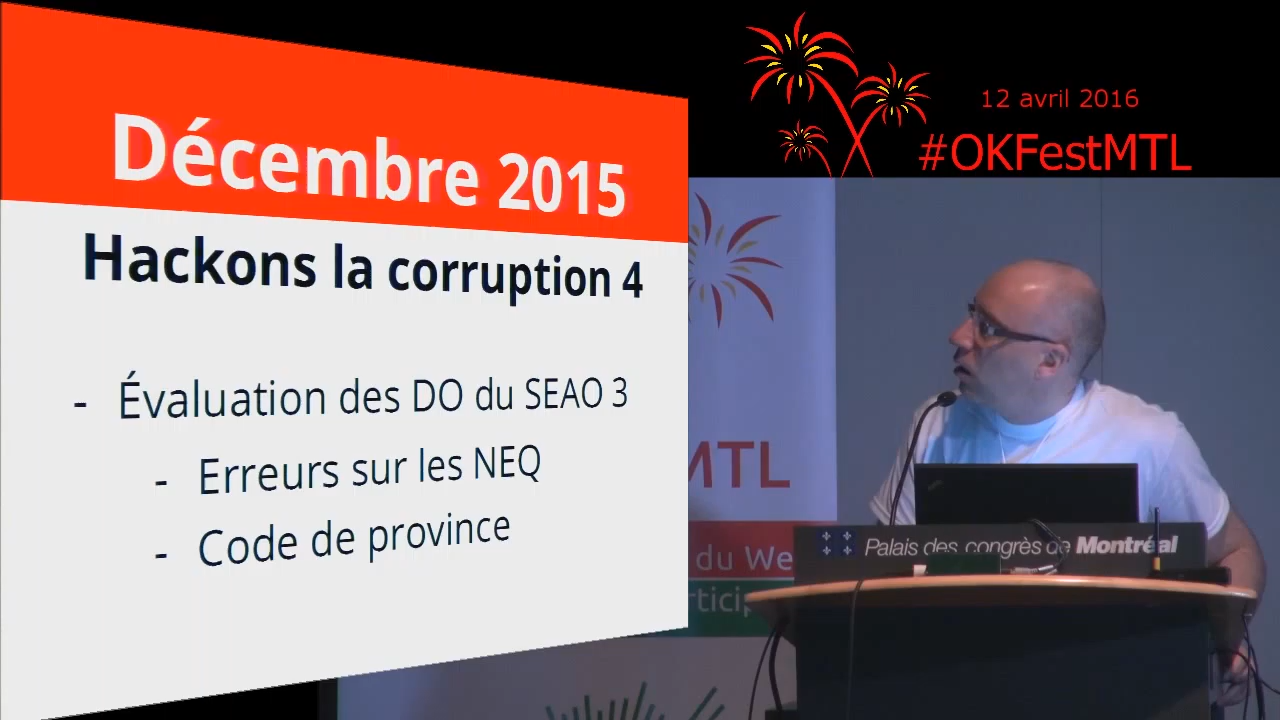 Décembre 2015
Hackons la corruption 4
- Évaluation des DO du SEAO 3
- Erreurs sur les NEQ
- Code de province
12 avril 2016
#OKFestMTL
MTL
du We
rticip
Palais des congrès de Montréal